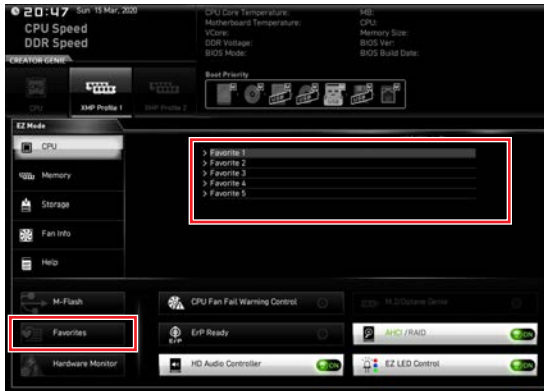 20:47 Sun 15 Mar, 2020
CPU Speed
DDR Speed
CPU Core Temperature:
Motherboard Temperature:
VCore:
DDR Voltage:
BIOS Mode:
MB:
CPU:
Memory Size:
BIOS Ver:
BIOS Build Date:
CREATOR GENIE
CPU
XMP Profile 1
XMP Profile 2
Boot Priority
USB
USB
USB
USB
EZ Mode
CPU
Memory
Storage
Fan Info
Help
> Favorite 1
> Favorite 2
> Favorite 3
> Favorite 4
> Favorite 5
M-Flash
Favorites
Hardware Monitor
CPU Fan Fail Warning Control
ErP Ready
HD Audio Controller
ON
M.2/Optane Genie
AHCI /RAID
ON
EZ LED Control
ON